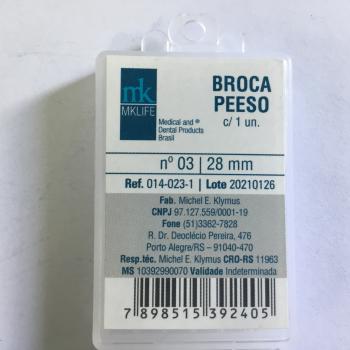 mk
MKLIFE
Medical and ®
Dental Products
Brasil
BROCA
PEESO
c/ 1 un.
nº 03 | 28 mm
Ref. 014-023-1 | Lote 20210126
Fab. Michel E. Klymus
CNPJ 97.127.559/0001-19
Fone (51)3362-7828
R. Dr. Deoclécio Pereira, 476
Porto Alegre/RS – 91040-470
Resp.téc. Michel E. Klymus CRO-RS 11963
MS 10392990070 Validade Indeterminada
7 898515 392405